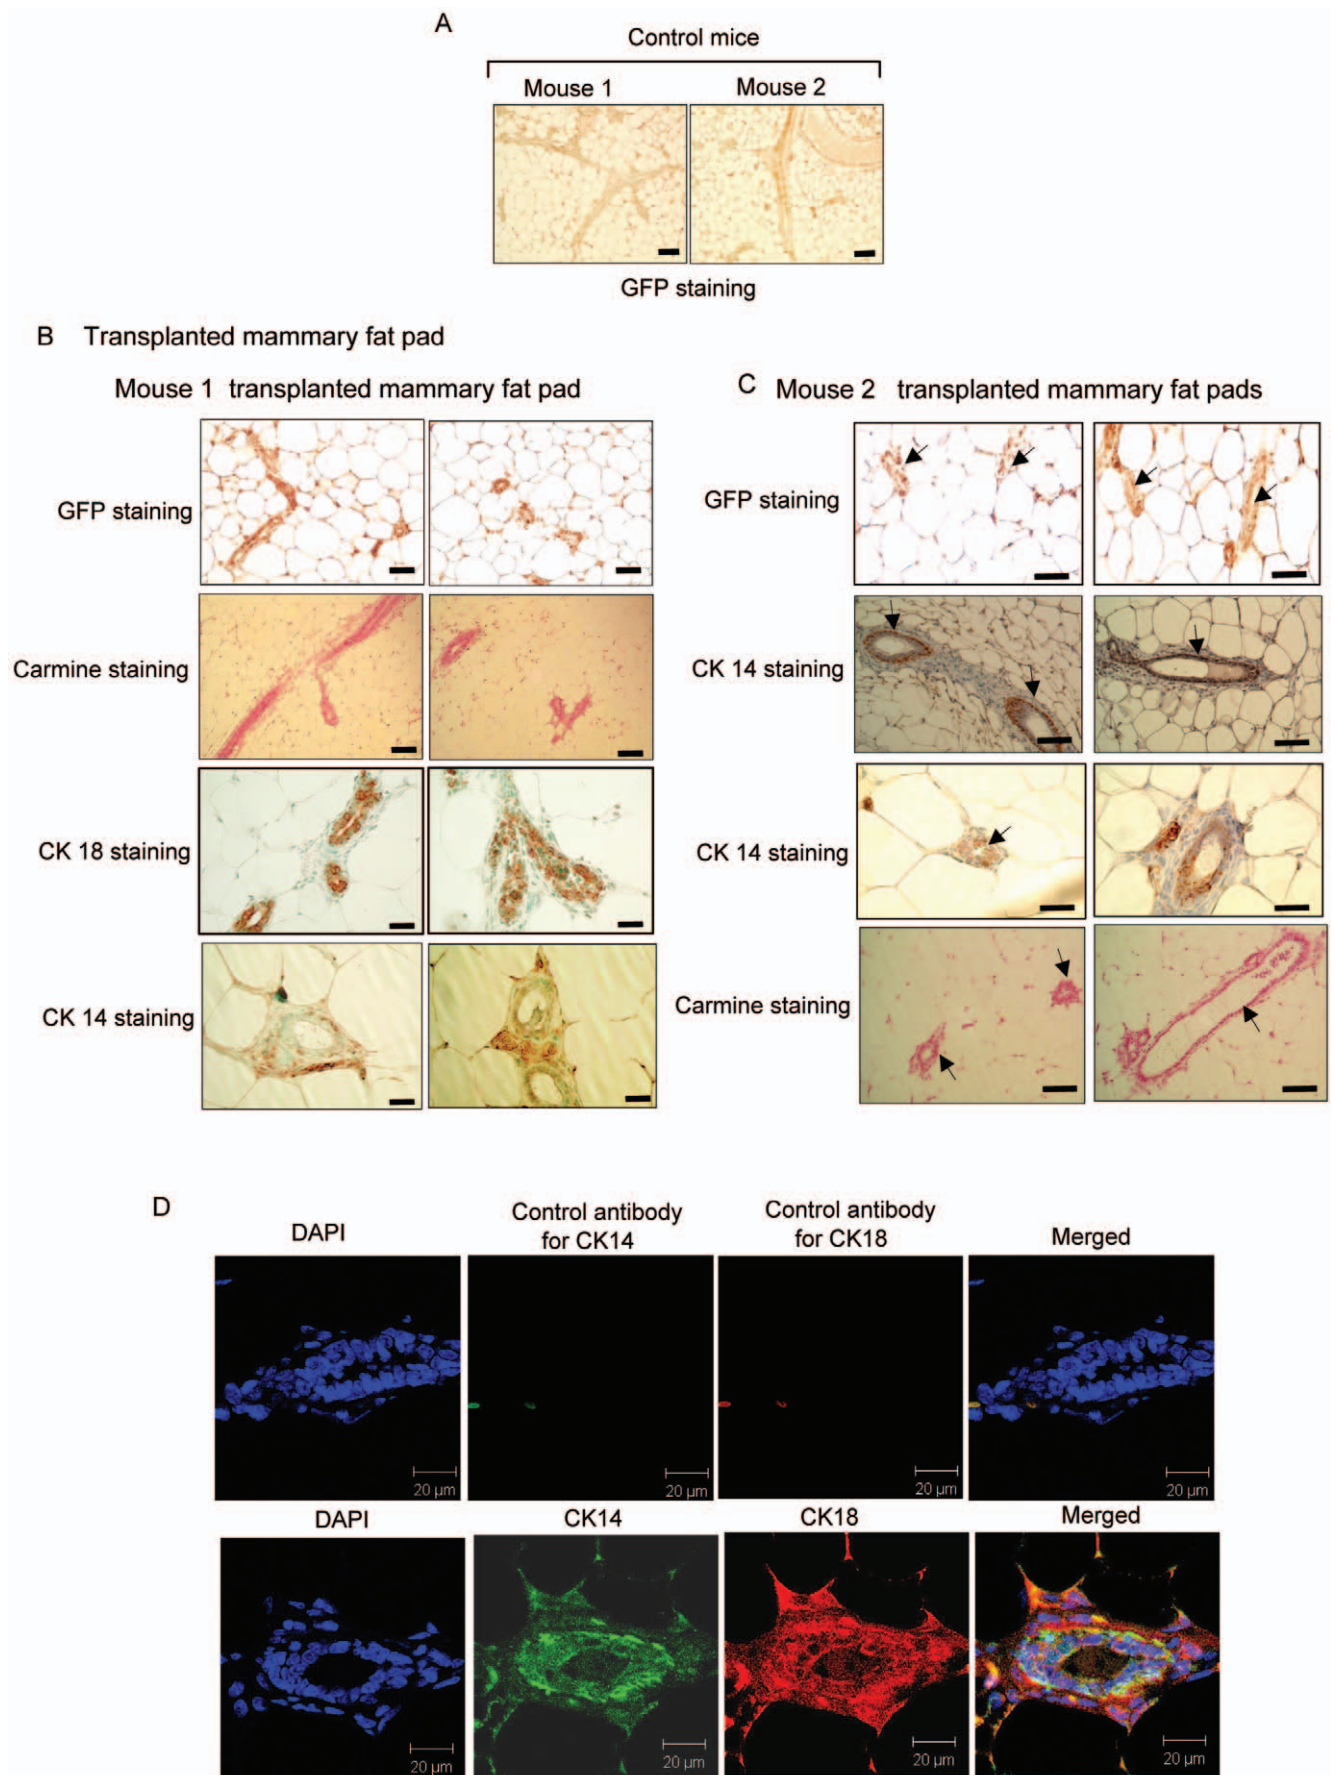 A
Control mice
Mouse 1 Mouse 2
GFP staining
B Transplanted mammary fat pad
Mouse 1 transplanted mammary fat pad
GFP staining
Carmine staining
CK 18 staining
CK 14 staining
C Mouse 2 transplanted mammary fat pads
GFP staining
CK 14 staining
CK 14 staining
Carmine staining
D
DAPI
Control antibody
for CK14
Control antibody
for CK18
Merged
20 µm
20 µm
20 µm
20 µm
DAPI
CK14
CK18
Merged
20 µm
20 µm
20 µm
20 µm